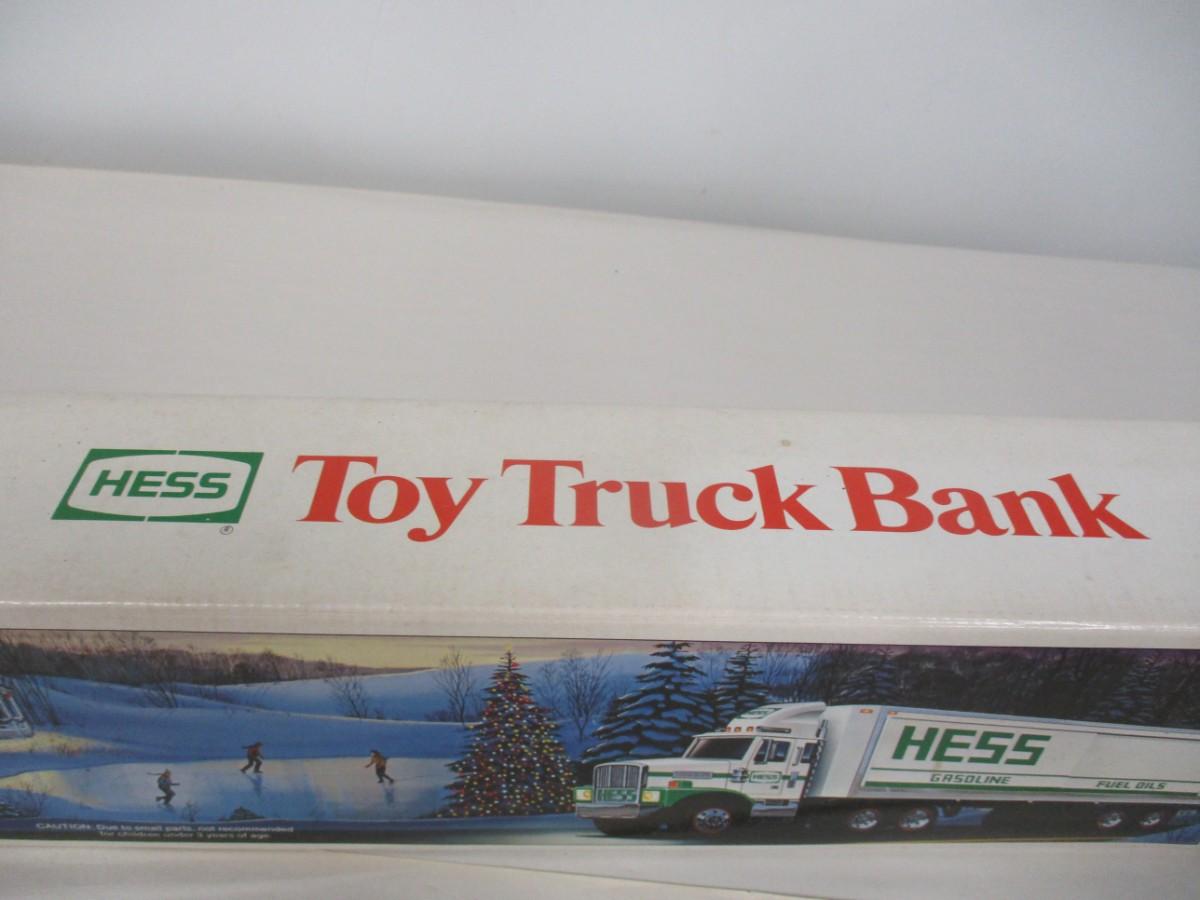 HESS Toy Truck Bank
®
HESS
GASOLINE FUEL OILS
HESS
HESS
CAUTION: Due to small parts, not recommended
for children under 3 years of age.